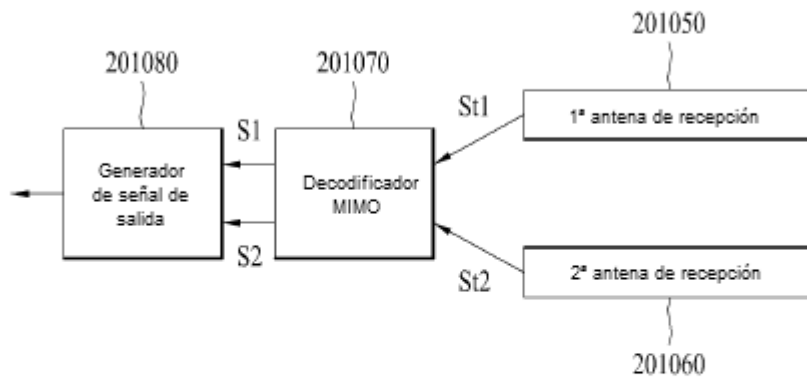 201050
201080
201070
St1
1ª antena de recepción
S1
Generador
de señal de
salida
Decodificador
MIMO
S2
St2
2ª antena de recepción
201060